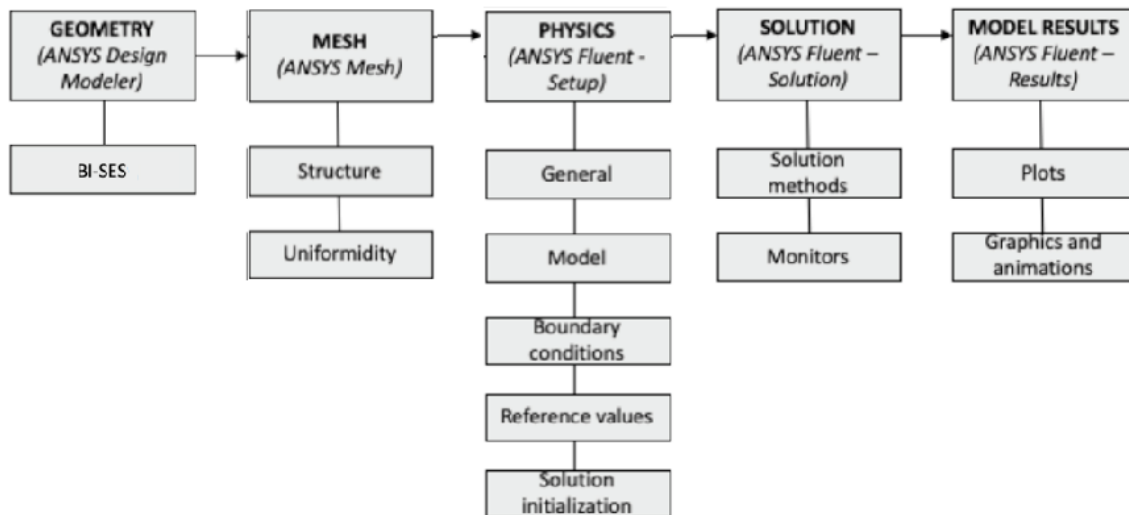 GEOMETRY
(ANSYS Design
Modeler)
BI-SES
MESH
(ANSYS Mesh)
Structure
Uniformidity
PHYSICS
(ANSYS Fluent -
Setup)
General
Model
Boundary
conditions
Reference values
Solution
initialization
SOLUTION
(ANSYS Fluent –
Solution)
Solution
methods
Monitors
MODEL RESULTS
(ANSYS Fluent –
Results)
Plots
Graphics and
animations